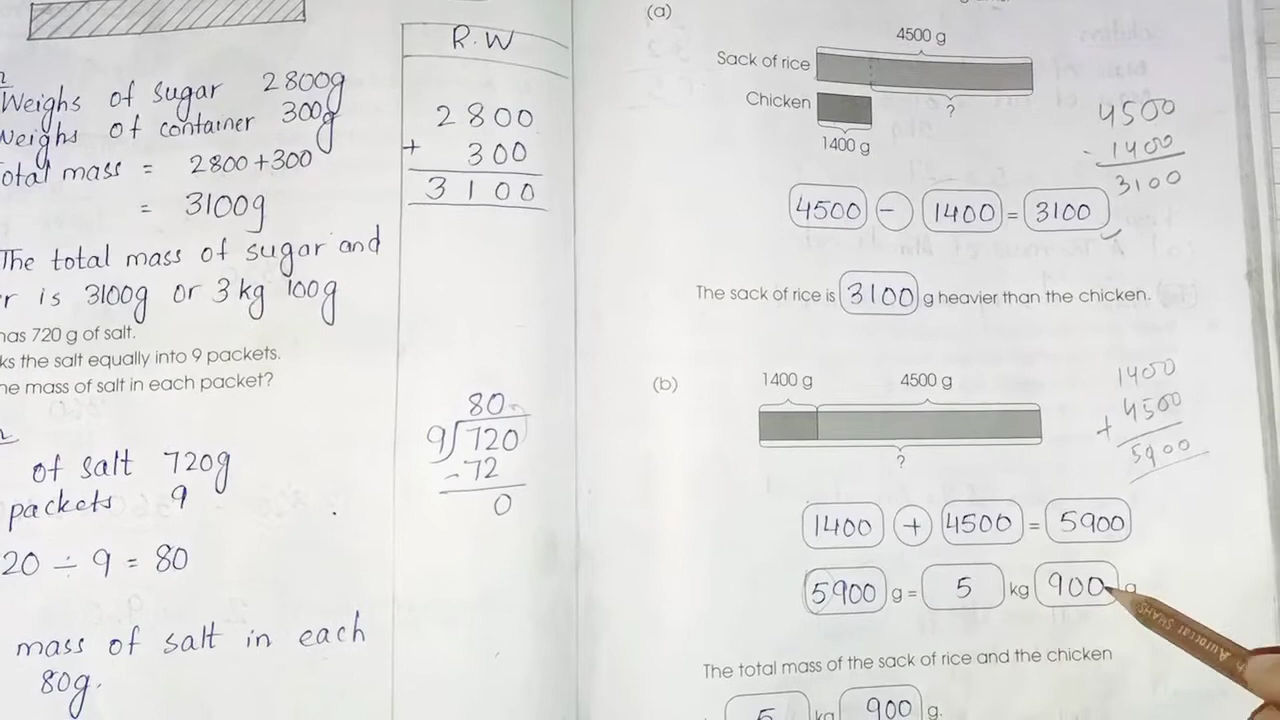 R.W
Weighs of sugar 2800g
Weighs of container 300g
otal mass = 2800+300
= 3100g
The total mass of sugar and
r is 3100g or 3 kg 100g
2800
+ 300
3100
has 720 g of salt.
ks the salt equally into 9 packets.
he mass of salt in each packet?
of salt 720g
packets 9
20 ÷ 9 = 80
mass of salt in each
80g.
80
9 720
-72
0
(a)
4500 g
Sack of rice
Chicken
?
1400 g
4500
- 1400
3100
4500 - 1400 = 3100
The sack of rice is 3100 g heavier than the chicken.
(b)
1400 g 4500 g
?
1400
+ 4500
5900
1400 + 4500 = 5900
5900 g = 5 kg 900 g
The total mass of the sack of rice and the chicken
5 kg 900 g.